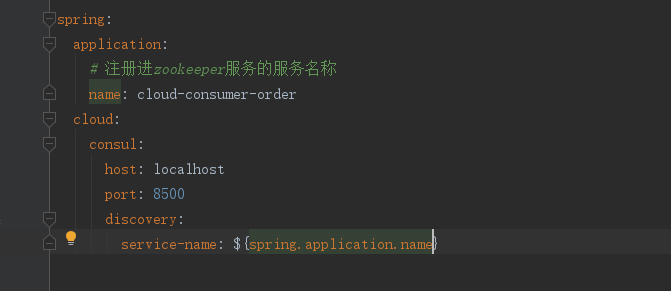 spring:
  application:
    # 注册进zookeeper服务的服务名称
    name: cloud-consumer-order
  cloud:
    consul:
      host: localhost
      port: 8500
      discovery:
        service-name: ${spring.application.name}